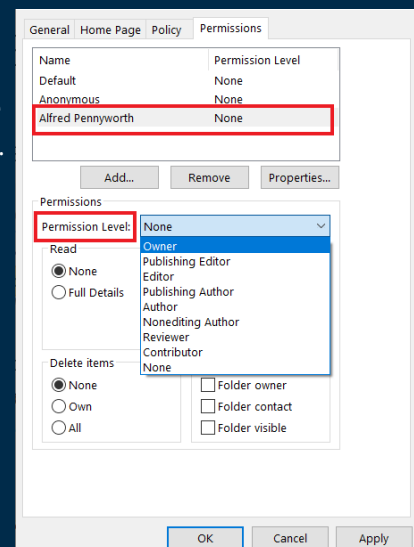 General Home Page Policy Permissions
Name Permission Level
Default None
Anonymous None
Alfred Pennyworth None
Add... Remove Properties...
Permissions
Permission Level: None
Read
None
Full Details
Owner
Publishing Editor
Editor
Publishing Author
Author
Nonediting Author
Reviewer
Contributor
None
Delete items
None
Own
All
Folder owner
Folder contact
Folder visible
OK Cancel Apply